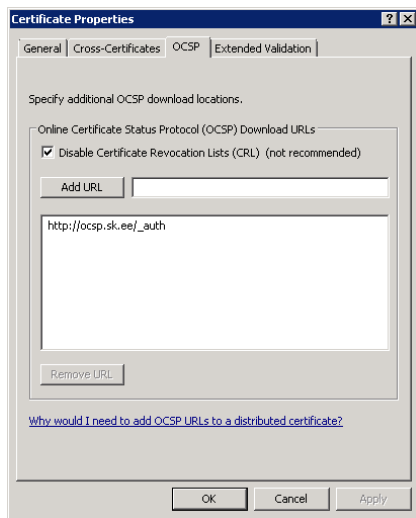 Certificate Properties
General Cross-Certificates OCSP Extended Validation
Specify additional OCSP download locations.
Online Certificate Status Protocol (OCSP) Download URLs
Disable Certificate Revocation Lists (CRL) (not recommended)
Add URL
http://ocsp.sk.ee/_auth
Remove URL
Why would I need to add OCSP URLs to a distributed certificate?
OK Cancel Apply